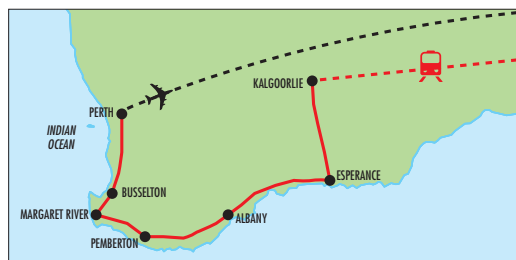 KALGOORLIE
PERTH
INDIAN
OCEAN
ESPERANCE
BUSSELTON
MARGARET RIVER
ALBANY
PEMBERTON